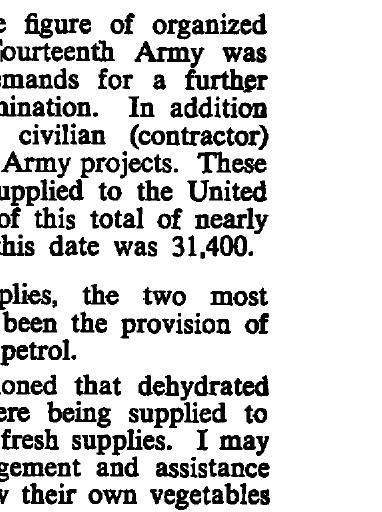 e figure of organized
ourteenth Army was
mands for a further
mination. In addition
civilian (contractor)
Army projects. These
upplied to the United
of this total of nearly
this date was 31,400.
plies, the two most
been the provision of
petrol.
oned that dehydrated
ere being supplied to
fresh supplies. I may
gement and assistance
w their own vegetables